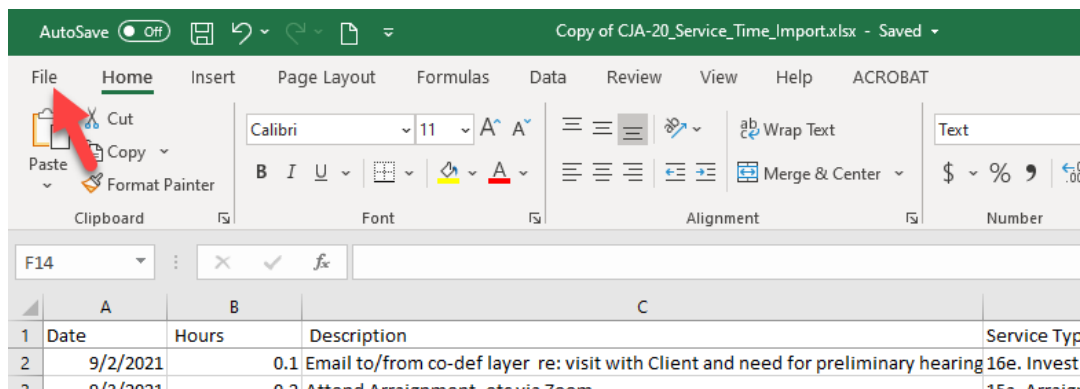 AutoSave Off Copy of CJA-20_Service_Time_Import.xlsx - Saved
File Home Insert Page Layout Formulas Data Review View Help ACROBAT
Cut
Calibri 11 A A ab Wrap Text Text
Copy
Paste
Format Painter B I U A Merge & Center $ % 9 .00
Clipboard Font Alignment Number
F14 fx
A B C
1 Date Hours Description Service Typ
2 9/2/2021 0.1 Email to/from co-def layer re: visit with Client and need for preliminary hearing 16e. Invest